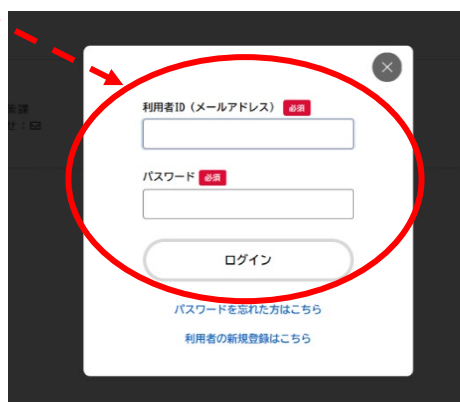 利用者ID（メールアドレス） 必須
パスワード 必須
ログイン
パスワードを忘れた方はこちら
利用者の新規登録はこちら